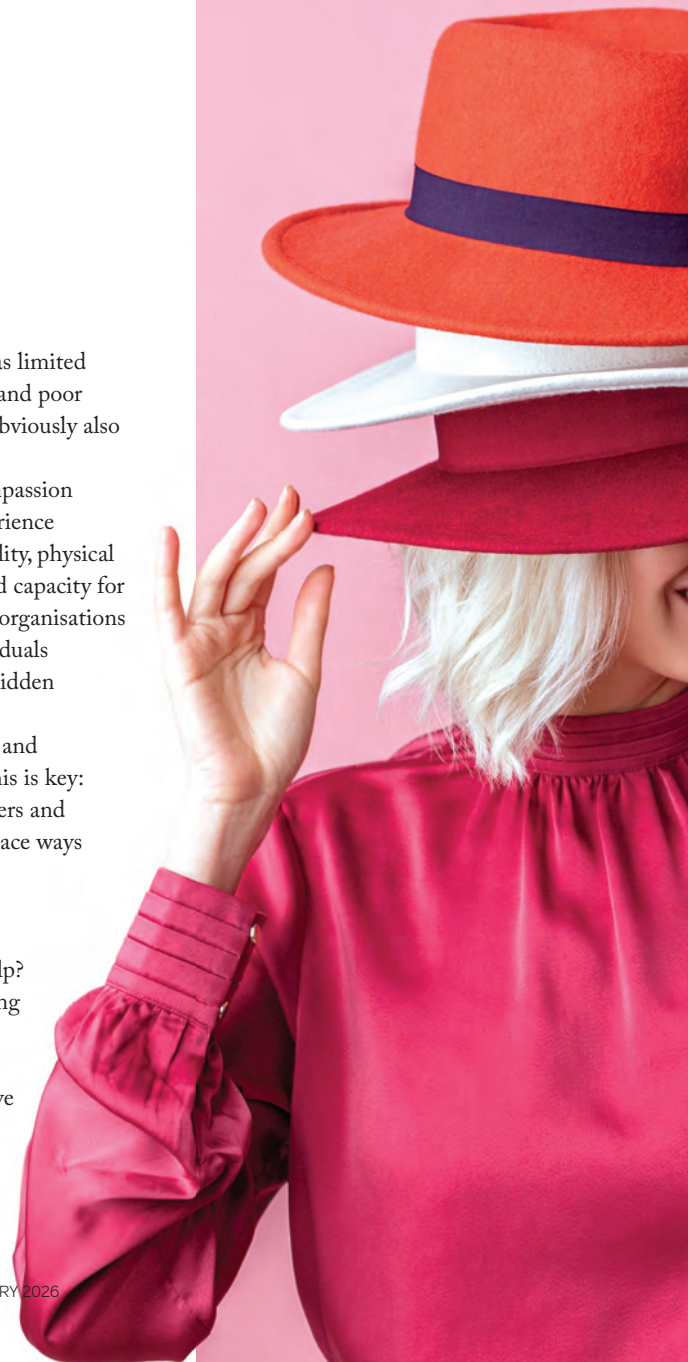 as limited
and poor
bviously also
npassion
rience
lity, physical
d capacity for
organisations
duals
idden
and
his is key:
ers and
ace ways
lp?
ng
ve
RY 2026